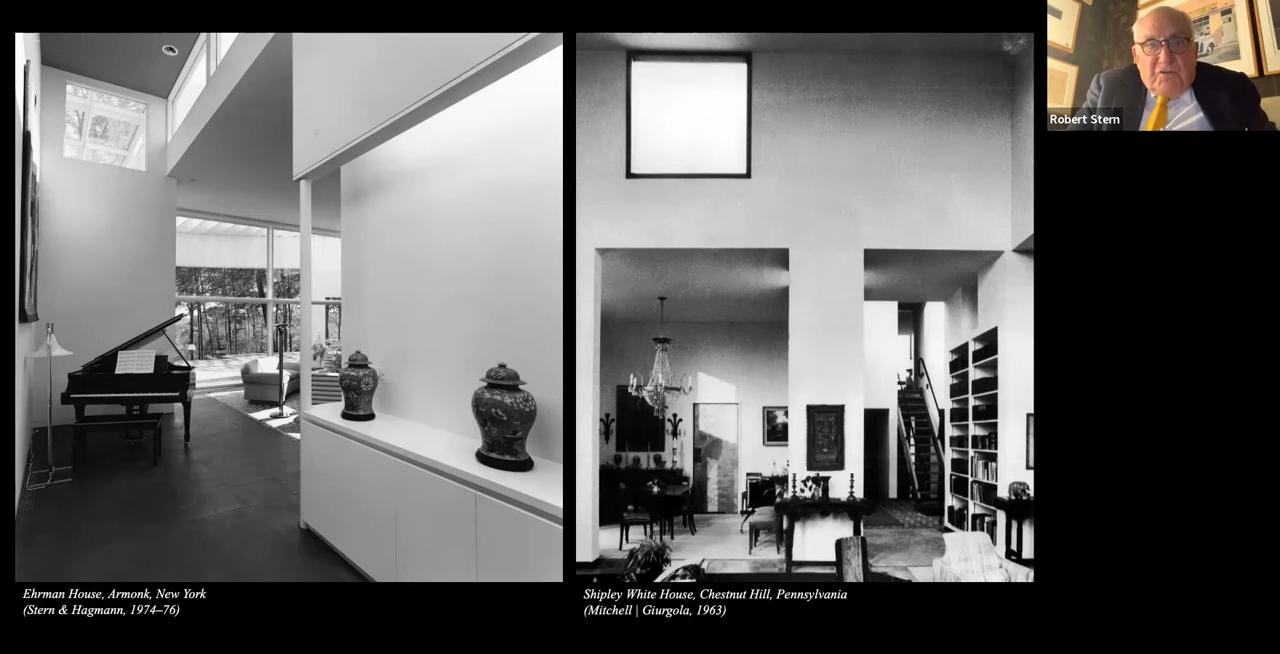 Robert Stern
Ehrman House, Armonk, New York
(Stern & Hagmann, 1974–76)
Shipley White House, Chestnut Hill, Pennsylvania
(Mitchell | Giurgola, 1963)